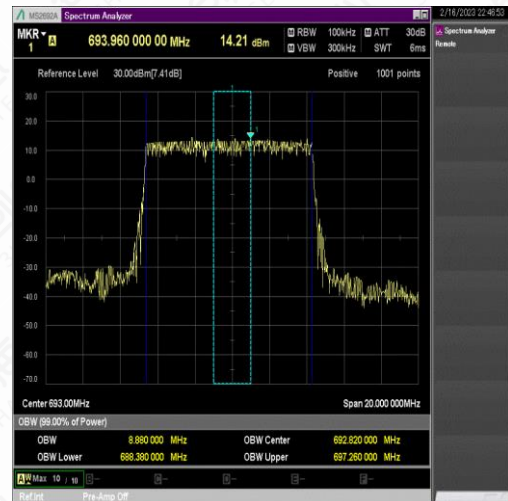 MS2692A Spectrum Analyzer
2/16/2023 22:46:53
MKR 1 A 693.960 000 00 MHz 14.21 dBm
M RBW 100kHz M ATT 30dB
M VBW 300kHz SWT 6ms
Spectrum Analyzer
Remote
Reference Level 30.00dBm[7.41dB] Positive 1001 points
30.0
20.0
1
10.0
0.0
-10.0
-20.0
-30.0
-40.0
-50.0
-60.0
-70.0
Center 693.00MHz Span 20.000 000MHz
OBW (99.00% of Power)
OBW 8.880 000 MHz OBW Center 692.820 000 MHz
OBW Lower 688.380 000 MHz OBW Upper 697.260 000 MHz
Max 10 / 10
Ref.Int Pre-Amp Off